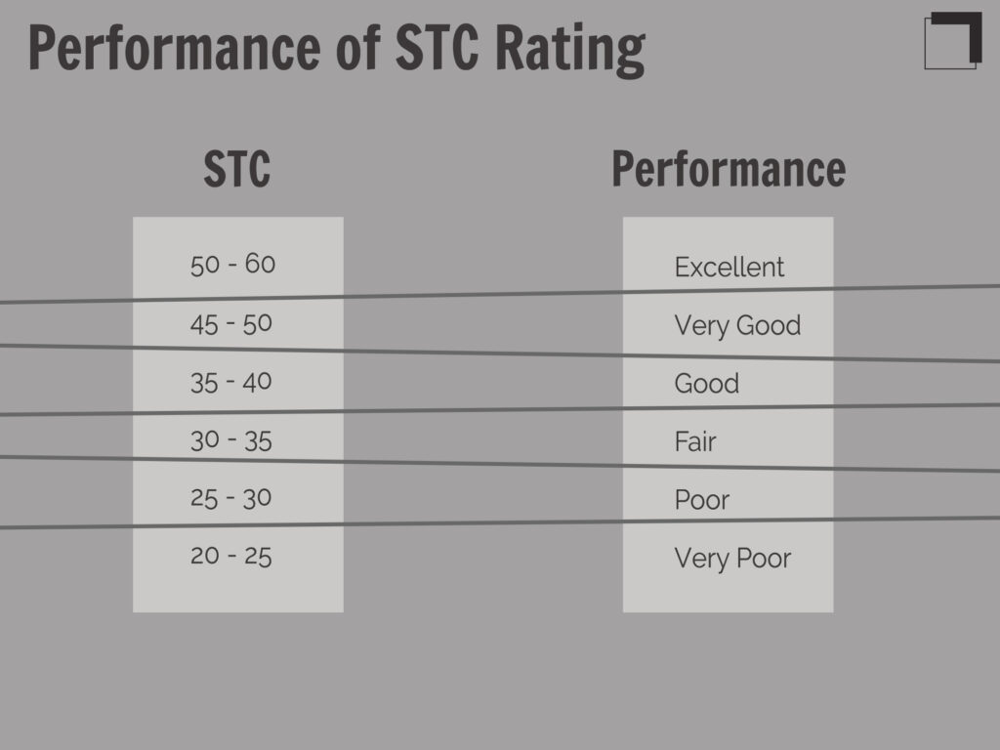 Performance of STC Rating
STC Performance
50 - 60 Excellent
45 - 50 Very Good
35 - 40 Good
30 - 35 Fair
25 - 30 Poor
20 - 25 Very Poor